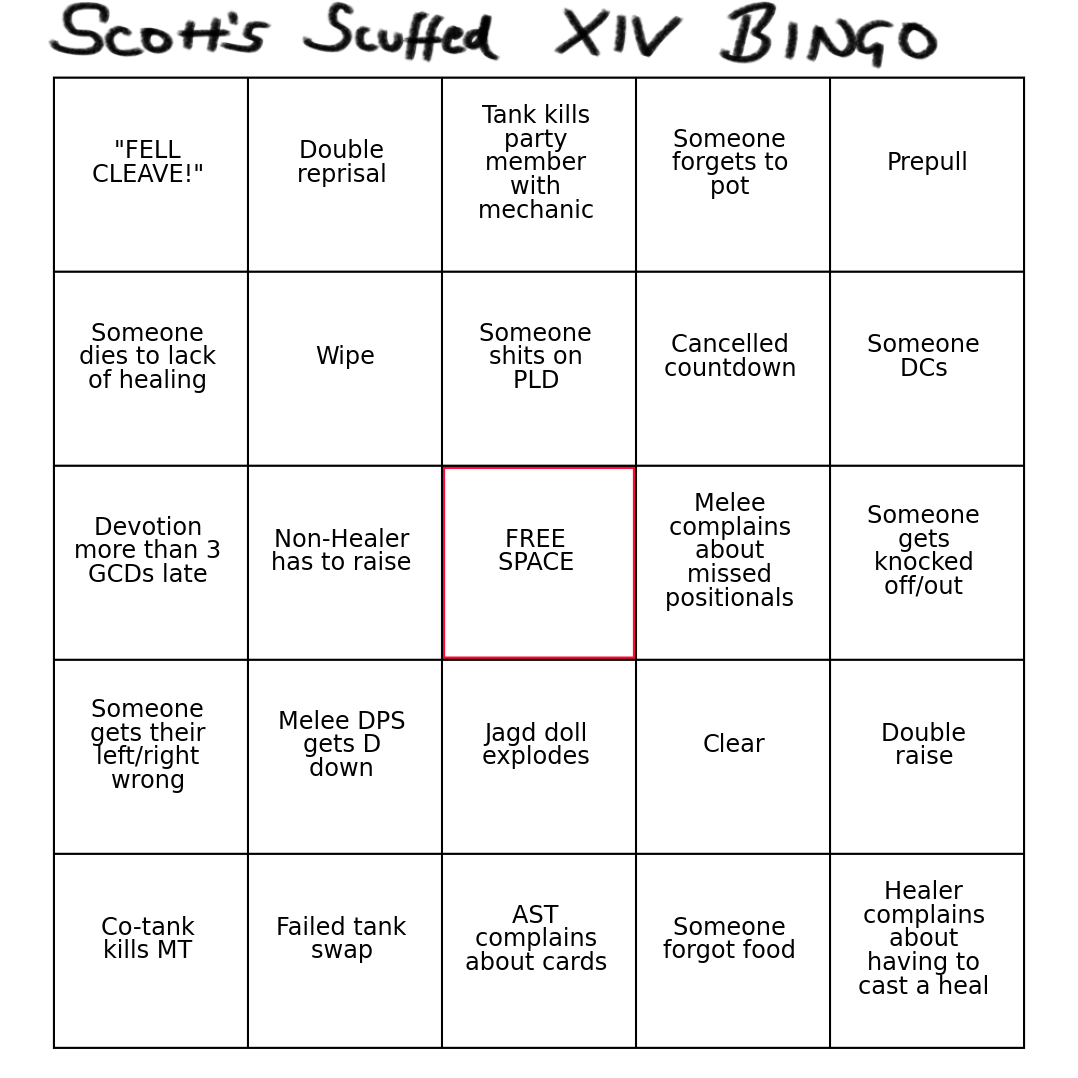 Scott's Scuffed XIV BINGO
"FELL
CLEAVE!"
Double
reprisal
Tank kills
party
member
with
mechanic
Someone
forgets to
pot
Prepull
Someone
dies to lack
of healing
Wipe
Someone
shits on
PLD
Cancelled
countdown
Someone
DCs
Devotion
more than 3
GCDs late
Non-Healer
has to raise
FREE
SPACE
Melee
complains
about
missed
positionals
Someone
gets
knocked
off/out
Someone
gets their
left/right
wrong
Melee DPS
gets D
down
Jagd doll
explodes
Clear
Double
raise
Co-tank
kills MT
Failed tank
swap
AST
complains
about cards
Someone
forgot food
Healer
complains
about
having to
cast a heal